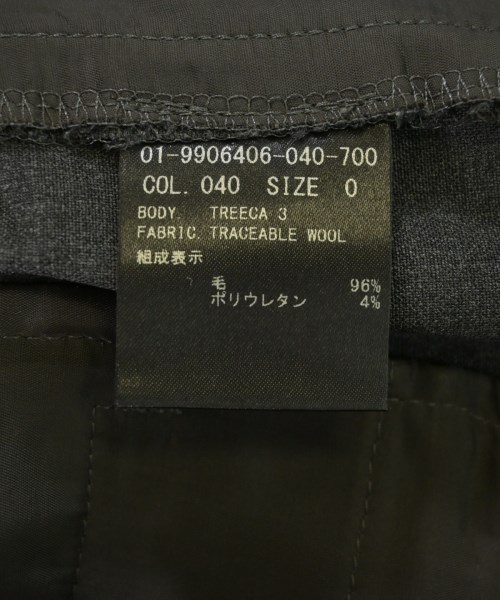 01-9906406-040-700
COL. 040 SIZE 0
BODY. TREECA 3
FABRIC. TRACEABLE WOOL
組成表示
毛 96%
ポリウレタン 4%